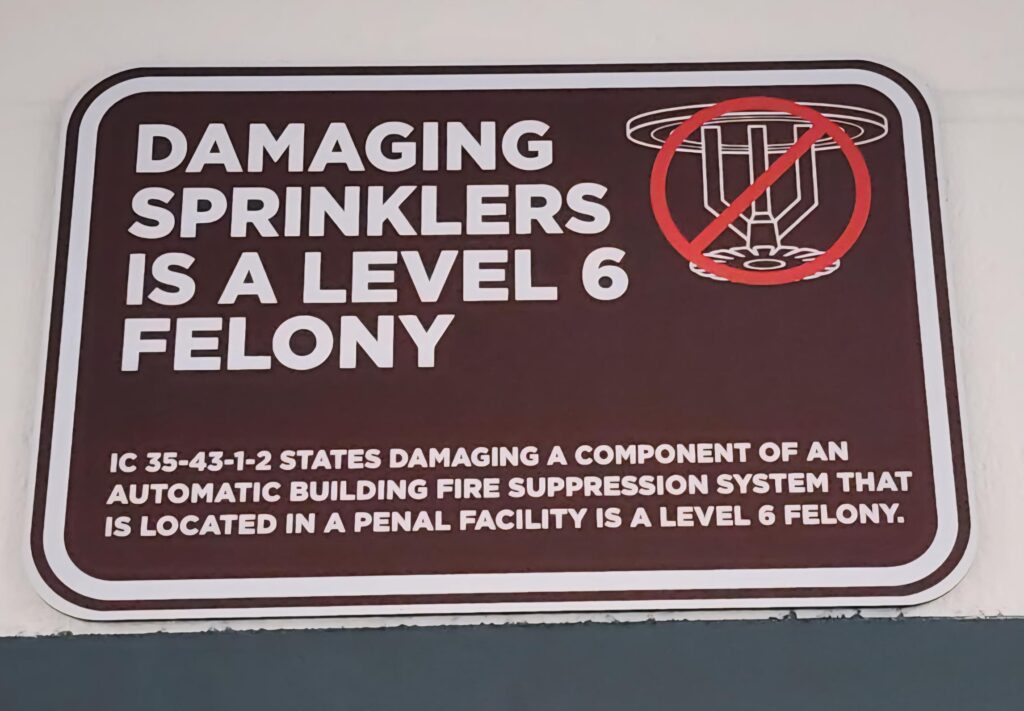 DAMAGING
SPRINKLERS
IS A LEVEL 6
FELONY
IC 35-43-1-2 STATES DAMAGING A COMPONENT OF AN
AUTOMATIC BUILDING FIRE SUPPRESSION SYSTEM THAT
IS LOCATED IN A PENAL FACILITY IS A LEVEL 6 FELONY.